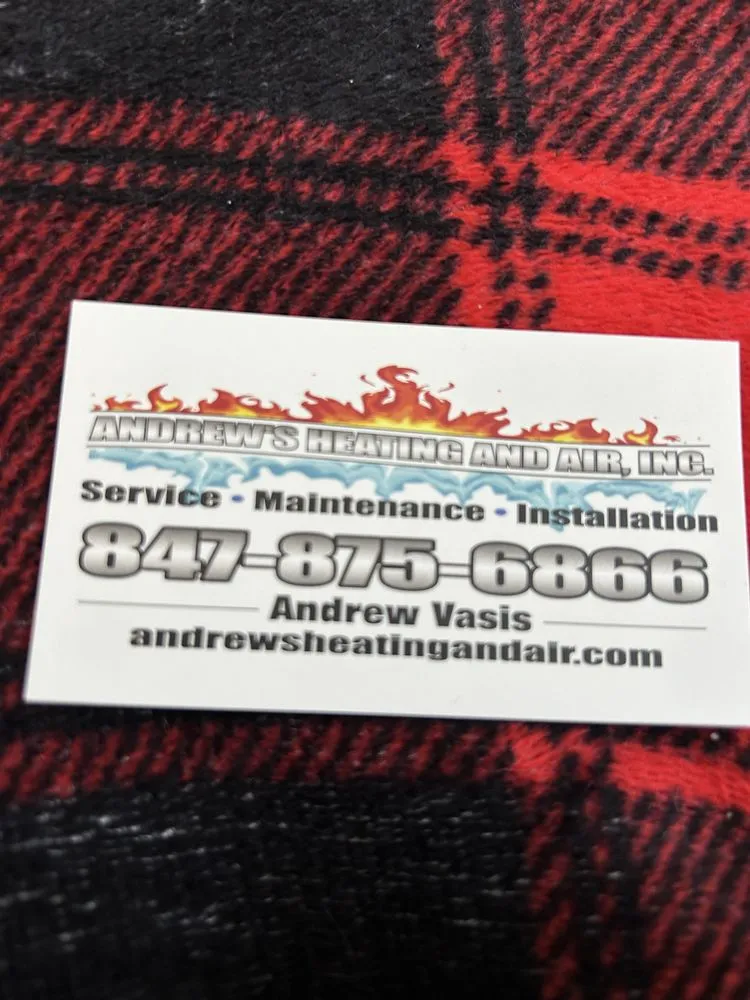 ANDREW'S HEATING AND AIR, INC.
Service • Maintenance • Installation
847-875-6866
Andrew Vasis
andrewsheatingandair.com